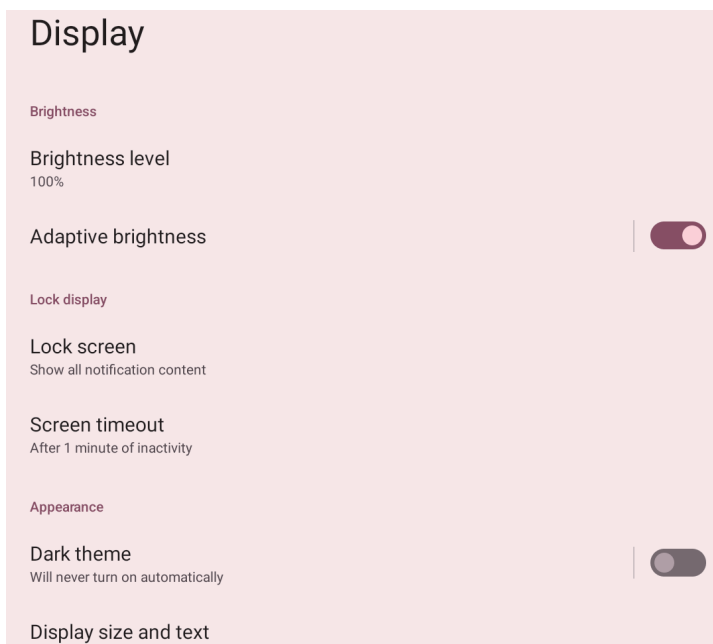 Display
Brightness
Brightness level
100%
Adaptive brightness
Lock display
Lock screen
Show all notification content
Screen timeout
After 1 minute of inactivity
Appearance
Dark theme
Will never turn on automatically
Display size and text